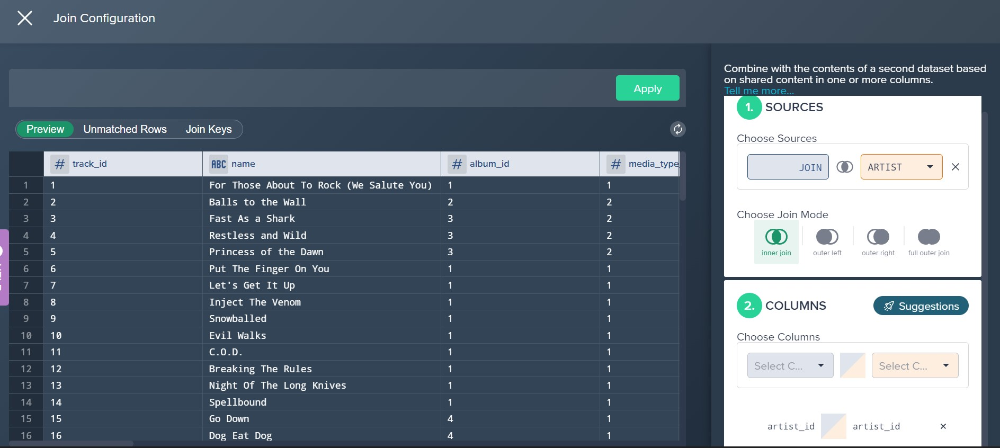 Join Configuration
Apply
Preview Unmatched Rows Join Keys
# track_id ABC name # album_id # media_type
1 1 For Those About To Rock (We Salute You) 1 1
2 2 Balls to the Wall 2 2
3 3 Fast As a Shark 3 2
4 4 Restless and Wild 3 2
5 5 Princess of the Dawn 3 2
6 6 Put The Finger On You 1 1
7 7 Let's Get It Up 1 1
8 8 Inject The Venom 1 1
9 9 Snowballed 1 1
10 10 Evil Walks 1 1
11 11 C.O.D. 1 1
12 12 Breaking The Rules 1 1
13 13 Night Of The Long Knives 1 1
14 14 Spellbound 1 1
15 15 Go Down 4 1
16 16 Dog Eat Dog 4 1
Combine with the contents of a second dataset based
on shared content in one or more columns.
Tell me more...
1. SOURCES
Choose Sources
JOIN ARTIST
Choose Join Mode
inner join outer left outer right full outer join
2. COLUMNS Suggestions
Choose Columns
Select C... Select C...
artist_id artist_id